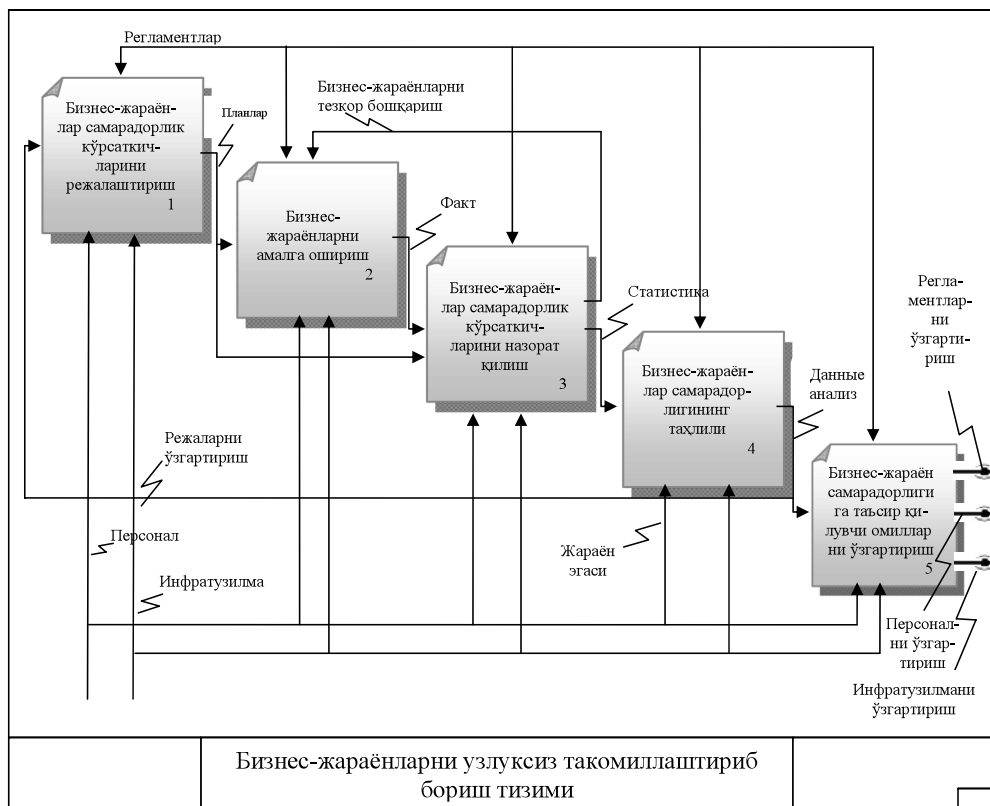 Регламентлар
Бизнес-жараён-
лар самарадорлик
кўрсаткич-
ларини
режалаштириш
1
Планлар
Бизнес-жараёнларни
тезкор бошқариш
Бизнес-
жараёнларни
амалга ошириш
2
Факт
Бизнес-жараён-
лар самарадорлик
кўрсаткич-
ларини назорат
қилиш
3
Статистика
Бизнес-жараён-
лар самарадор-
лигининг
таҳлили
4
Данные
анализ
Регла-
ментлар-
ни
ўзгарти-
риш
Бизнес-жараён
самарадорлиги
га таъсир қи-
лувчи омиллар
ни ўзгартириш
5
Режаларни
ўзгартириш
Персонал
Инфратузилма
Жараён
эгаси
Персонал-
ни ўзгар-
тириш
Инфратузилмани
ўзгартириш
Бизнес-жараёнларни узлуксиз такомиллаштириб
бориш тизими